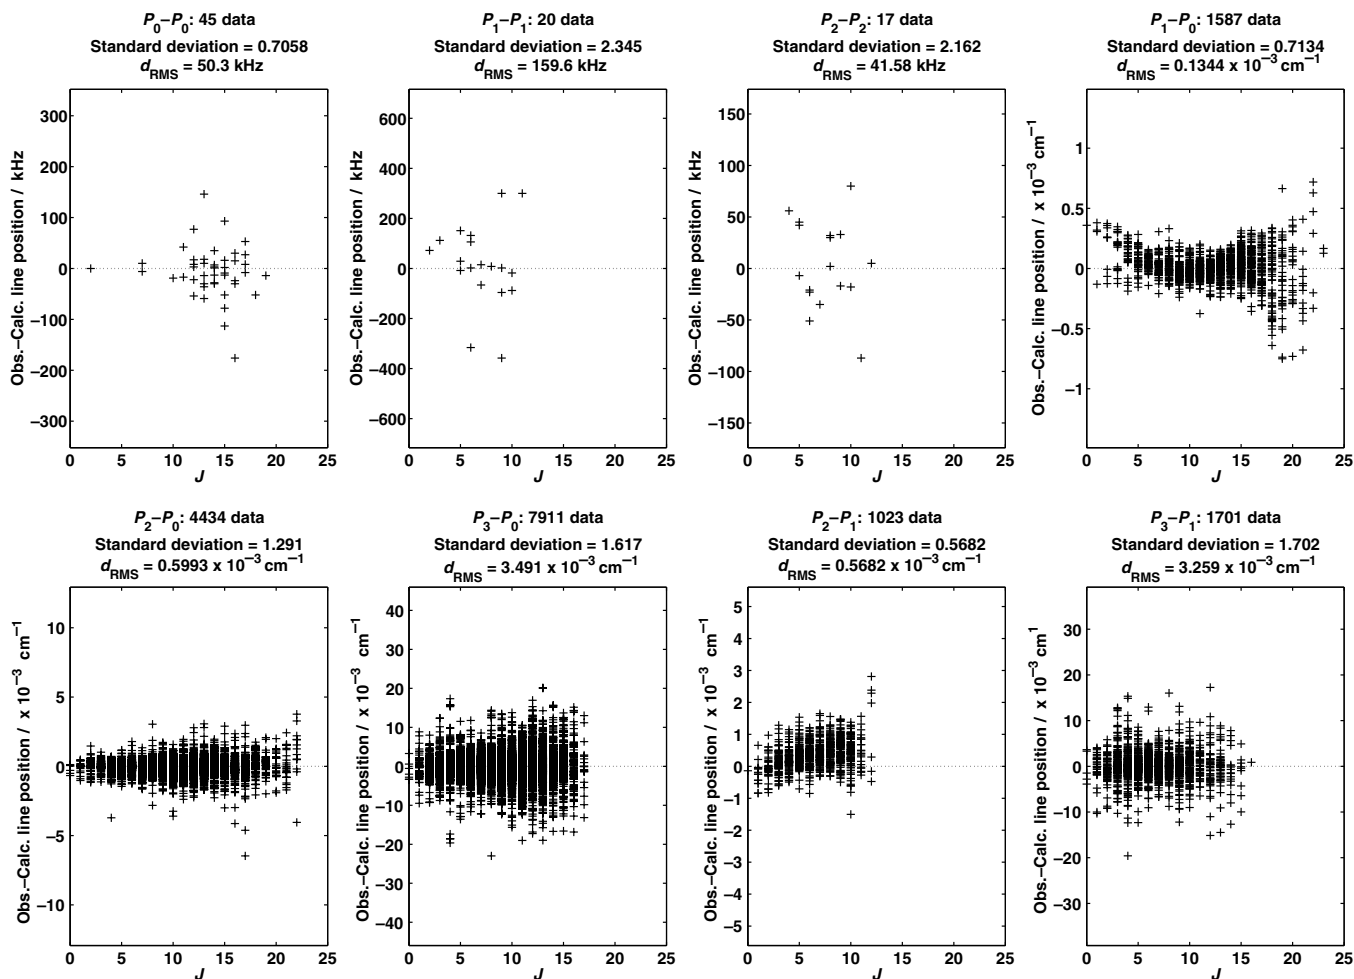 P0–P0: 45 data
Standard deviation = 0.7058
dRMS = 50.3 kHz
Obs.–Calc. line position / kHz
300
200
100
0
−100
−200
−300
0 5 10 15 20 25
J
P1–P1: 20 data
Standard deviation = 2.345
dRMS = 159.6 kHz
Obs.–Calc. line position / kHz
600
400
200
0
−200
−400
−600
0 5 10 15 20 25
J
P2–P2: 17 data
Standard deviation = 2.162
dRMS = 41.58 kHz
Obs.–Calc. line position / kHz
150
100
50
0
−50
−100
−150
0 5 10 15 20 25
J
P1–P0: 1587 data
Standard deviation = 0.7134
dRMS = 0.1344 x 10−3 cm−1
Obs.–Calc. line position / x 10−3 cm−1
1
0.5
0
−0.5
−1
0 5 10 15 20 25
J
P2–P0: 4434 data
Standard deviation = 1.291
dRMS = 0.5993 x 10−3 cm−1
Obs.–Calc. line position / x 10−3 cm−1
10
5
0
−5
−10
0 5 10 15 20 25
J
P3–P0: 7911 data
Standard deviation = 1.617
dRMS = 3.491 x 10−3 cm−1
Obs.–Calc. line position / x 10−3 cm−1
40
30
20
10
0
−10
−20
−30
−40
0 5 10 15 20 25
J
P2–P1: 1023 data
Standard deviation = 0.5682
dRMS = 0.5682 x 10−3 cm−1
Obs.–Calc. line position / x 10−3 cm−1
5
4
3
2
1
0
−1
−2
−3
−4
−5
0 5 10 15 20 25
J
P3–P1: 1701 data
Standard deviation = 1.702
dRMS = 3.259 x 10−3 cm−1
Obs.–Calc. line position / x 10−3 cm1
30
20
10
0
−10
−20
−30
0 5 10 15 20 25
J